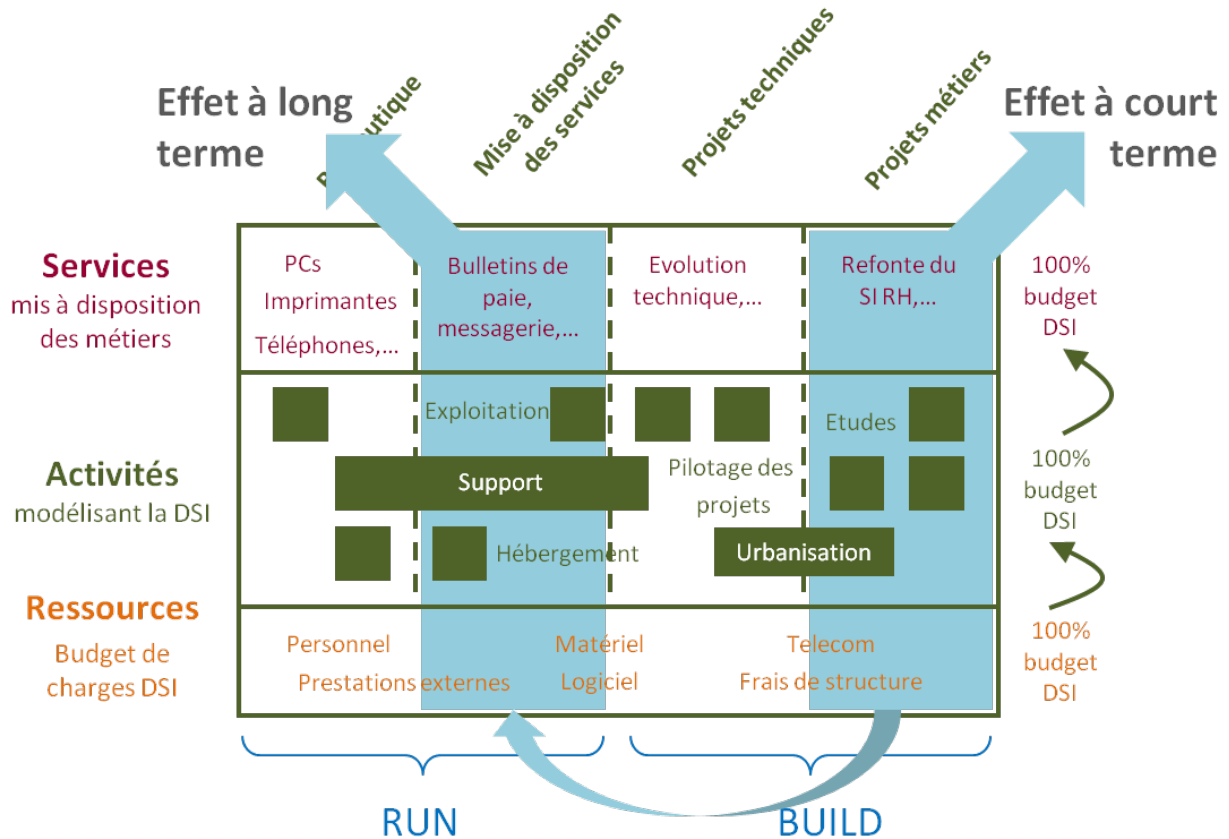 Effet à long
terme
Mise à disposition
des services
Projets techniques
Projets métiers
Effet à court
terme
Services
mis à disposition
des métiers
PCs
Imprimantes
Téléphones,...
Bulletins de
paie,
messagerie,...
Evolution
technique,...
Refonte du
SI RH,...
100%
budget
DSI
Activités
modélisant la DSI
Exploitation
Etudes
Support
Pilotage des
projets
Hébergement
Urbanisation
100%
budget
DSI
Ressources
Budget de
charges DSI
Personnel
Matériel
Telecom
Prestations externes
Logiciel
Frais de structure
100%
budget
DSI
RUN
BUILD